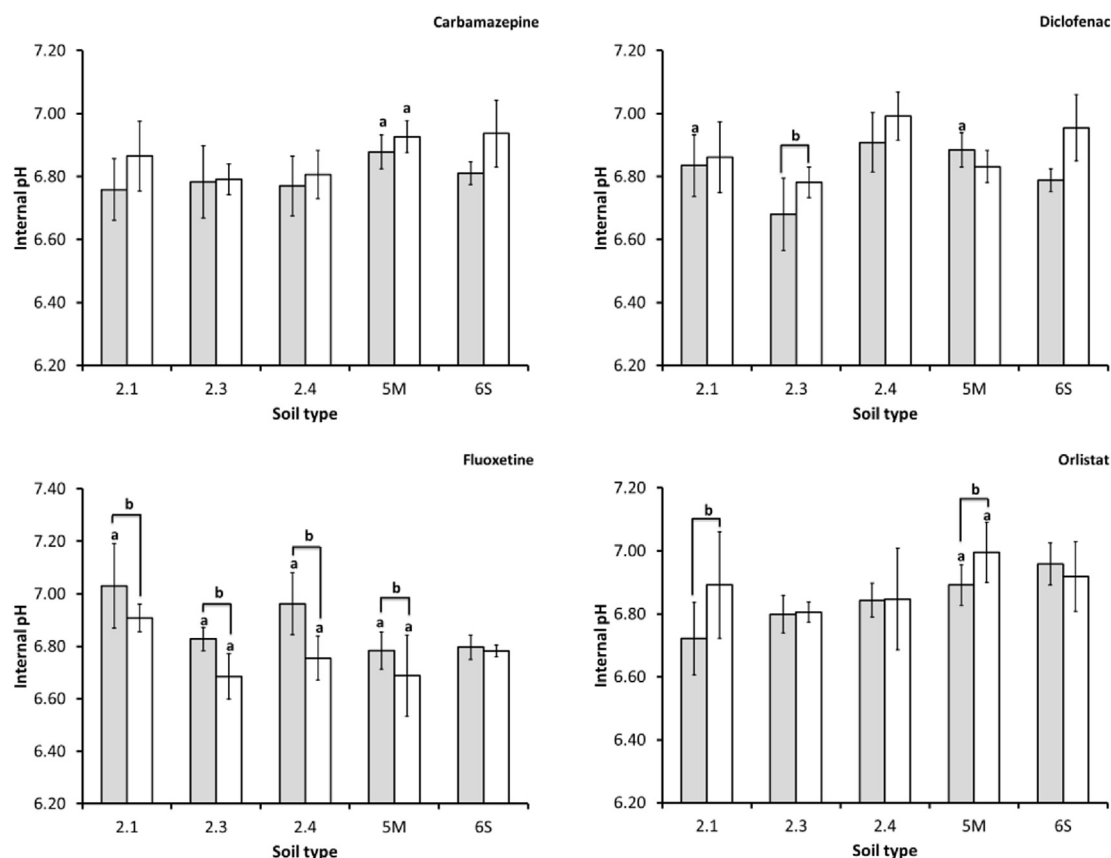 Carbamazepine
7.20
7.00
6.80
6.60
6.40
6.20
Internal pH
a a
2.1 2.3 2.4 5M 6S
Soil type
Diclofenac
7.20
7.00
6.80
6.60
6.40
6.20
Internal pH
a b a
2.1 2.3 2.4 5M 6S
Soil type
Fluoxetine
7.40
7.20
7.00
6.80
6.60
6.40
6.20
Internal pH
b b b b
a a a a a a a
2.1 2.3 2.4 5M 6S
Soil type
Orlistat
7.20
7.00
6.80
6.60
6.40
6.20
Internal pH
b b
a a
2.1 2.3 2.4 5M 6S
Soil type